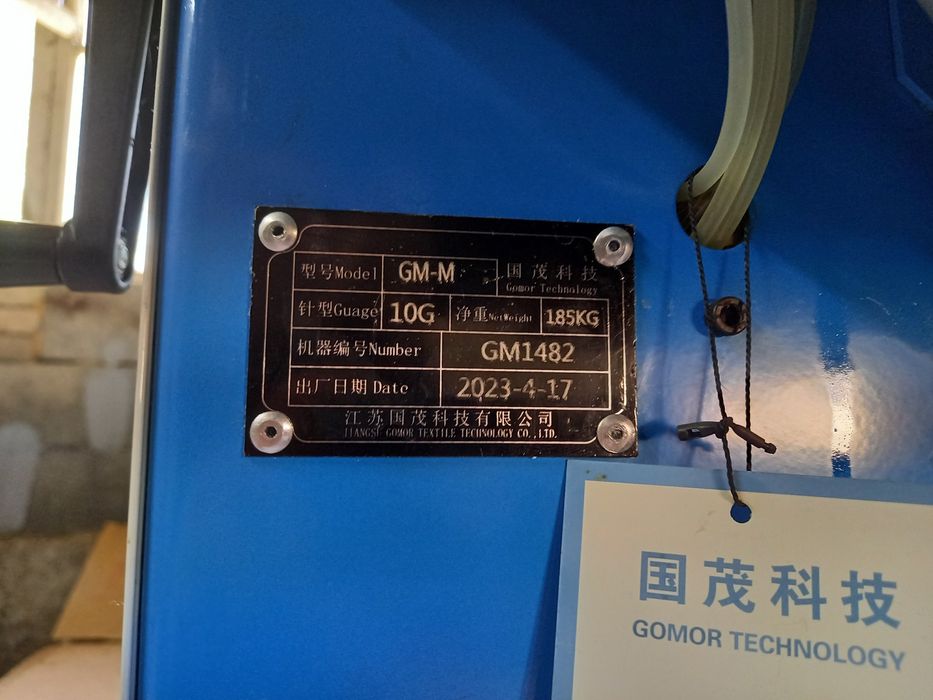 型号Model GM-M 国茂科技
Gomor Technology
针型Guage 10G 净重NetWeight 185KG
机器编号Number GM1482
出厂日期 Date 2023-4-17
江苏国茂科技有限公司
JIANGSU GOMOR TEXTILE TECHNOLOGY CO.,LTD.
国茂科技
GOMOR TECHNOLOGY